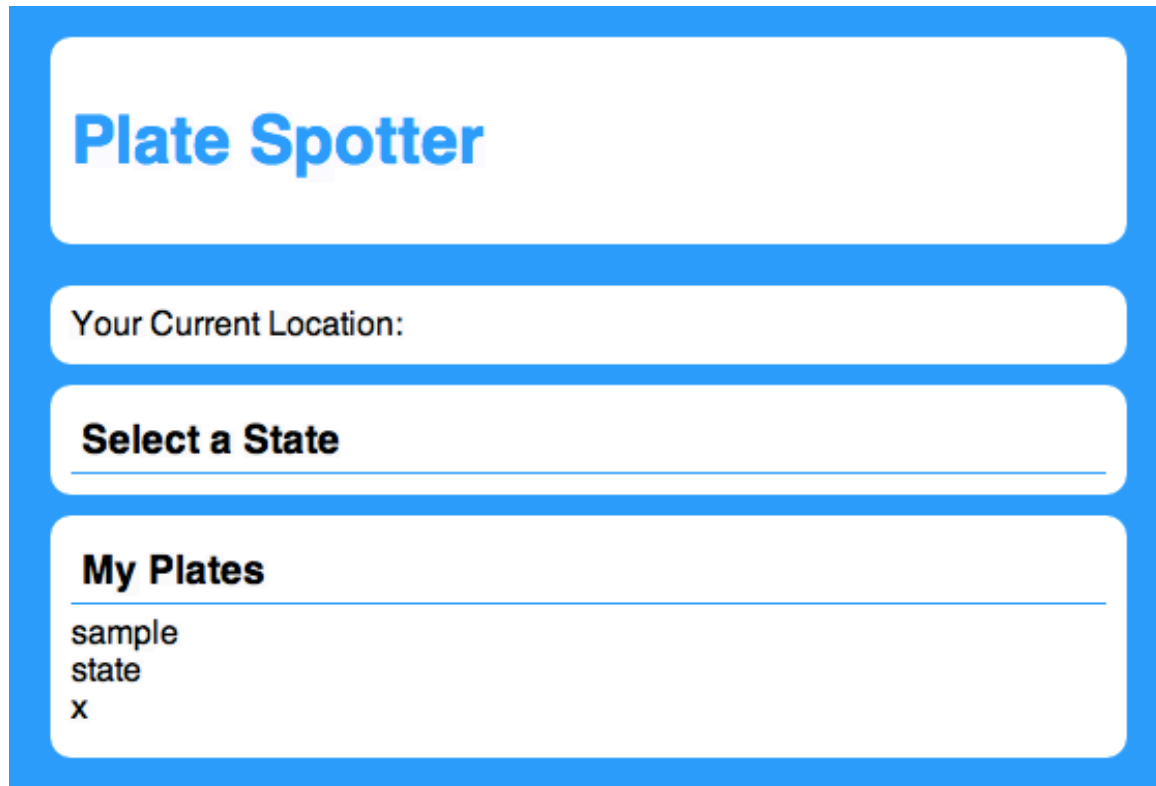 Plate Spotter
Your Current Location:
Select a State
My Plates
sample
state
x